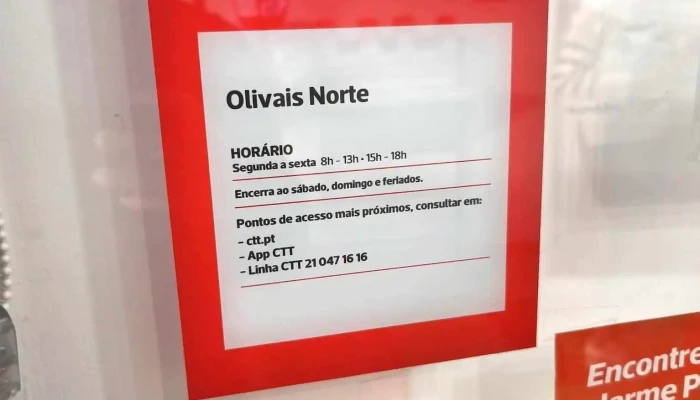 Olivais Norte
HORÁRIO
Segunda a sexta 8h - 13h • 15h - 18h
Encerra ao sábado, domingo e feriados.
Pontos de acesso mais próximos, consultar em:
- ctt.pt
- App CTT
- Linha CTT 21 047 16 16
Encontre